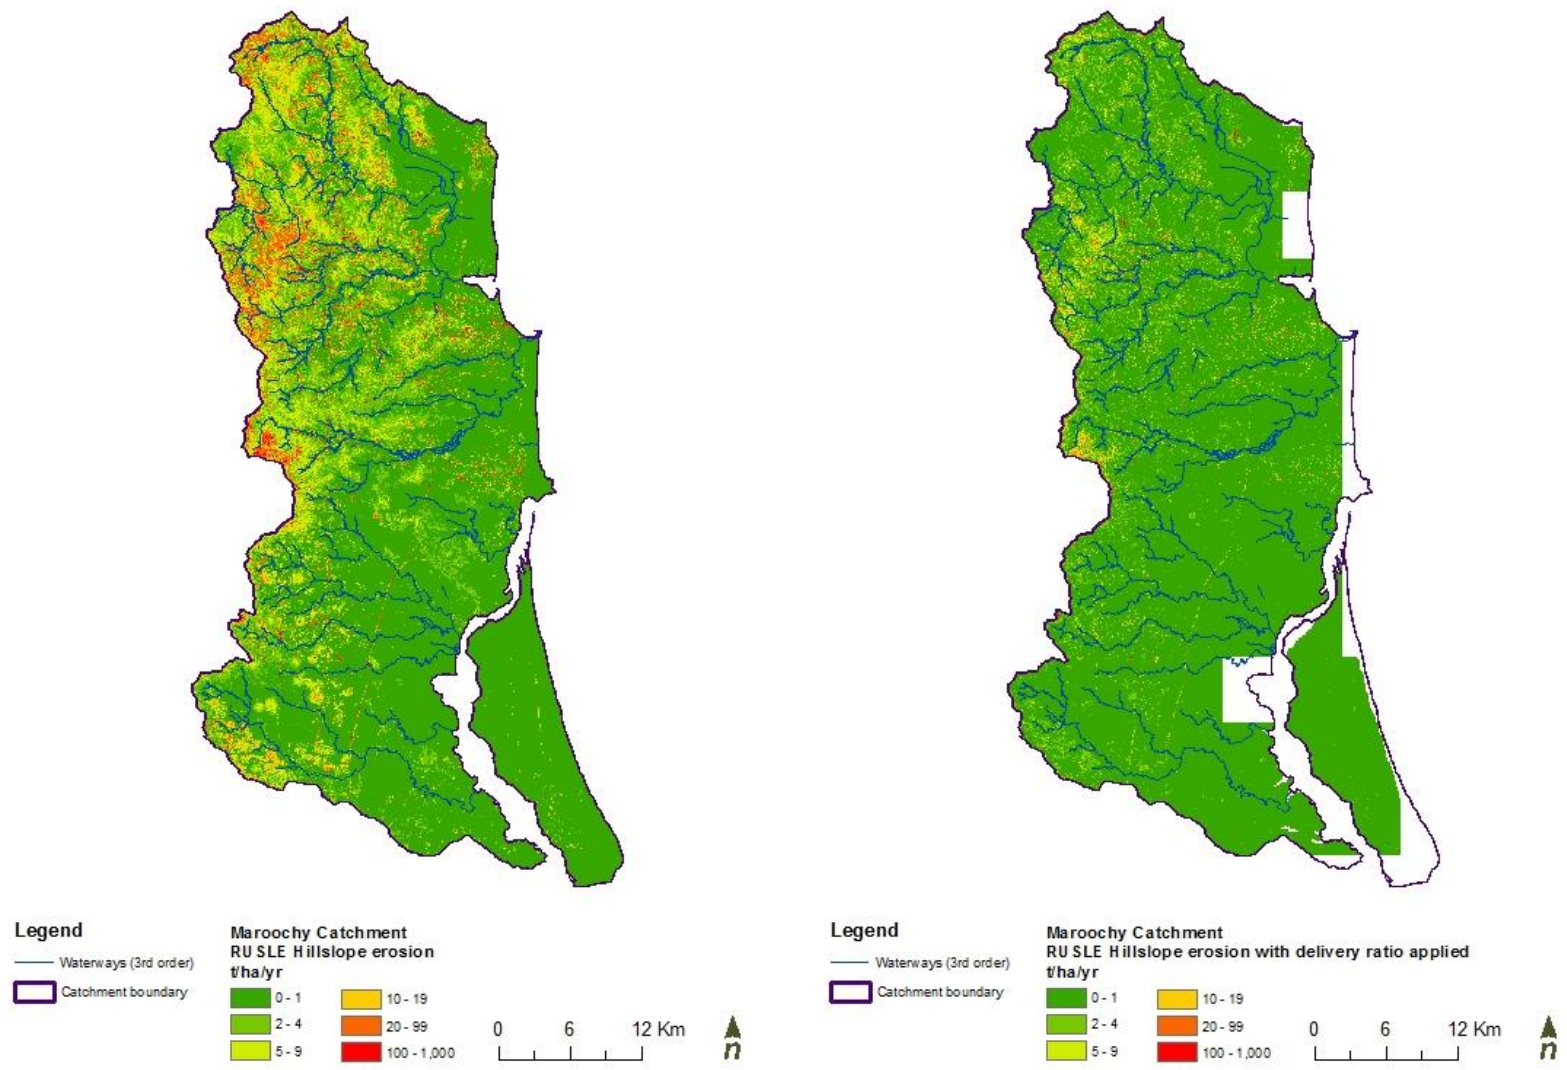 Legend
Waterways (3rd order)
Catchment boundary
Maroochy Catchment
RUSLE Hillslope erosion
t/ha/yr
0 - 1
2 - 4
5 - 9
10 - 19
20 - 99
100 - 1,000
0 6 12 Km
n
Legend
Waterways (3rd order)
Catchment boundary
Maroochy Catchment
RUSLE Hillslope erosion with delivery ratio applied
t/ha/yr
0 - 1
2 - 4
5 - 9
10 - 19
20 - 99
100 - 1,000
0 6 12 Km
n